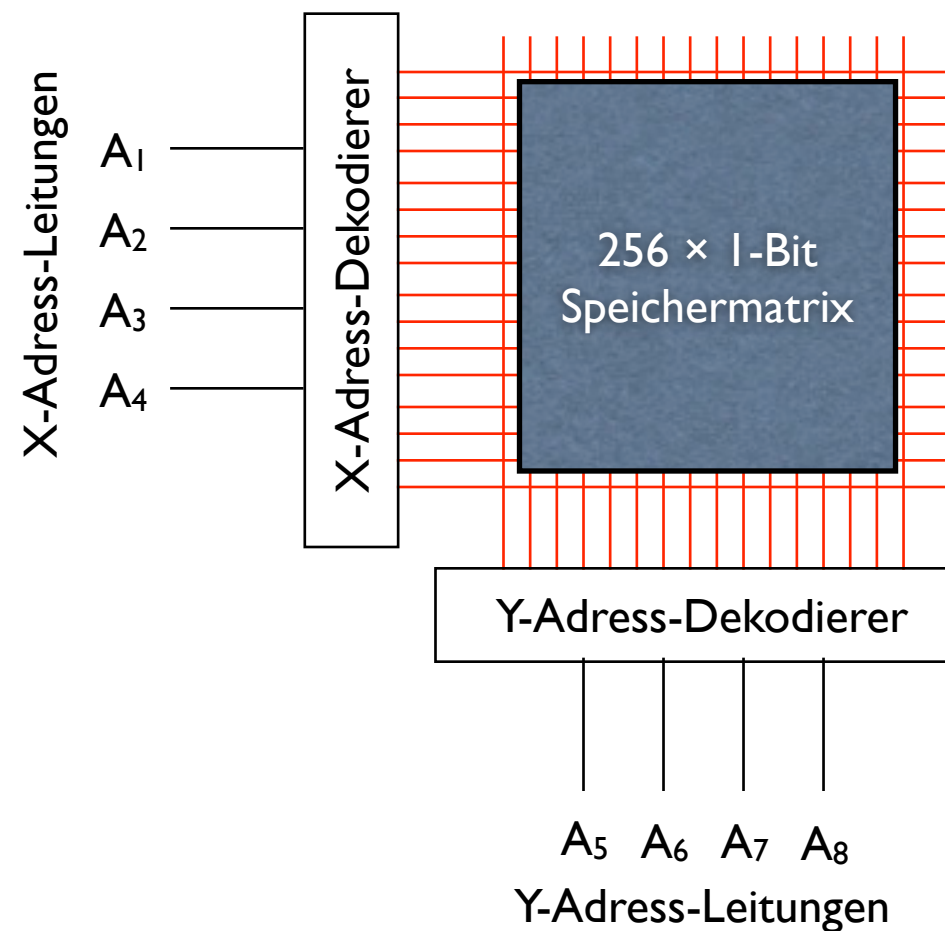 X-Adress-Leitungen
A₁
A₂
A₃
A₄
X-Adress-Dekodierer
256 × 1-Bit
Speichermatrix
Y-Adress-Dekodierer
A₅ A₆ A₇ A₈
Y-Adress-Leitungen